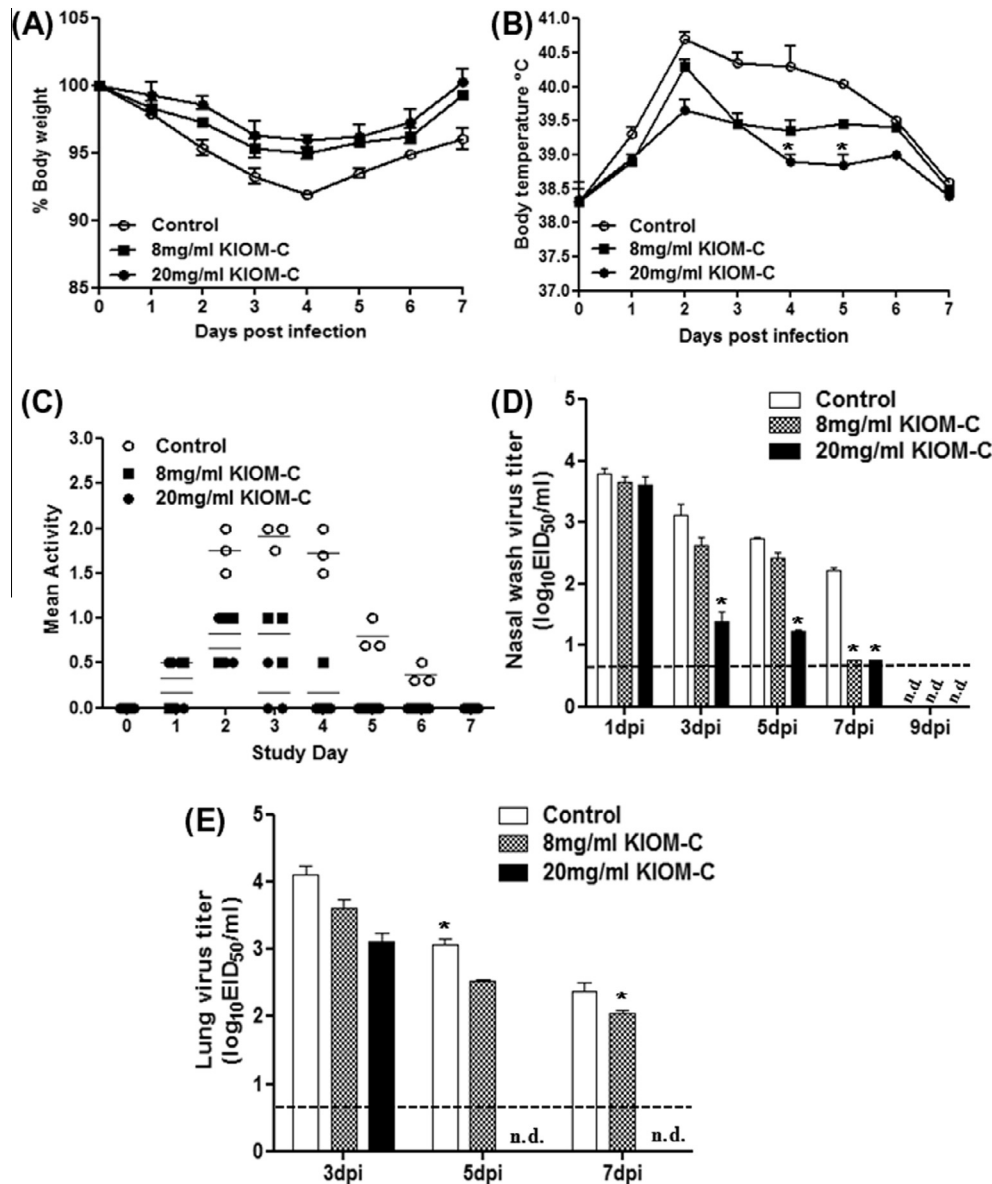 (A)
105
100
95
90
85
% Body weight
Control
8mg/ml KIOM-C
20mg/ml KIOM-C
0 1 2 3 4 5 6 7
Days post infection
(B)
41.0
40.5
40.0
39.5
39.0
38.5
38.0
37.5
37.0
Body temperature °C
* *
Control
8mg/ml KIOM-C
20mg/ml KIOM-C
0 1 2 3 4 5 6 7
Days post infection
(C)
Control
8mg/ml KIOM-C
20mg/ml KIOM-C
3.0
2.5
2.0
1.5
1.0
0.5
0.0
Mean Activity
0 1 2 3 4 5 6 7
Study Day
(D)
Control
8mg/ml KIOM-C
20mg/ml KIOM-C
5
4
3
2
1
0
Nasal wash virus titer
(log10EID50/ml)
* * * *
n.d. n.d. n.d.
1dpi 3dpi 5dpi 7dpi 9dpi
(E)
Control
8mg/ml KIOM-C
20mg/ml KIOM-C
5
4
3
2
1
0
Lung virus titer
(log10EID50/ml)
* *
n.d. n.d.
3dpi 5dpi 7dpi